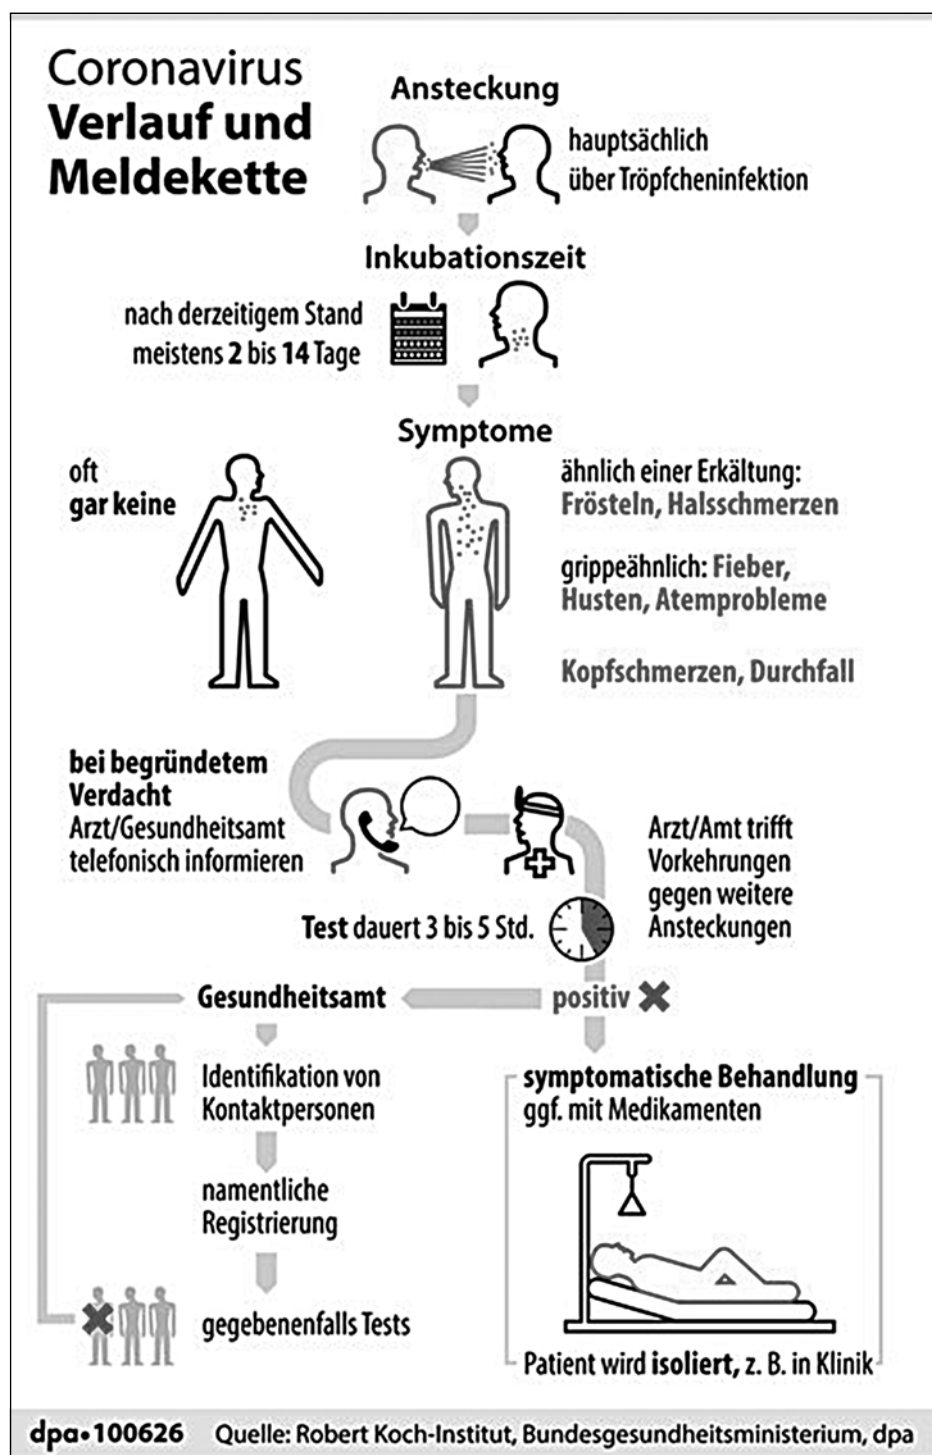 Coronavirus
Verlauf und
Meldekette
Ansteckung
hauptsächlich
über Tröpfcheninfektion
Inkubationszeit
nach derzeitigem Stand
meistens 2 bis 14 Tage
Symptome
oft
gar keine
ähnlich einer Erkältung:
Frösteln, Halsschmerzen
grippeähnlich: Fieber,
Husten, Atemprobleme
Kopfschmerzen, Durchfall
bei begründetem
Verdacht
Arzt/Gesundheitsamt
telefonisch informieren
Arzt/Amt trifft
Vorkehrungen
gegen weitere
Ansteckungen
Test dauert 3 bis 5 Std.
positiv
Gesundheitsamt
Identifikation von
Kontaktpersonen
namentliche
Registrierung
gegebenenfalls Tests
symptomatische Behandlung
ggf. mit Medikamenten
Patient wird isoliert, z. B. in Klinik
dpa•100626 Quelle: Robert Koch-Institut, Bundesgesundheitsministerium, dpa